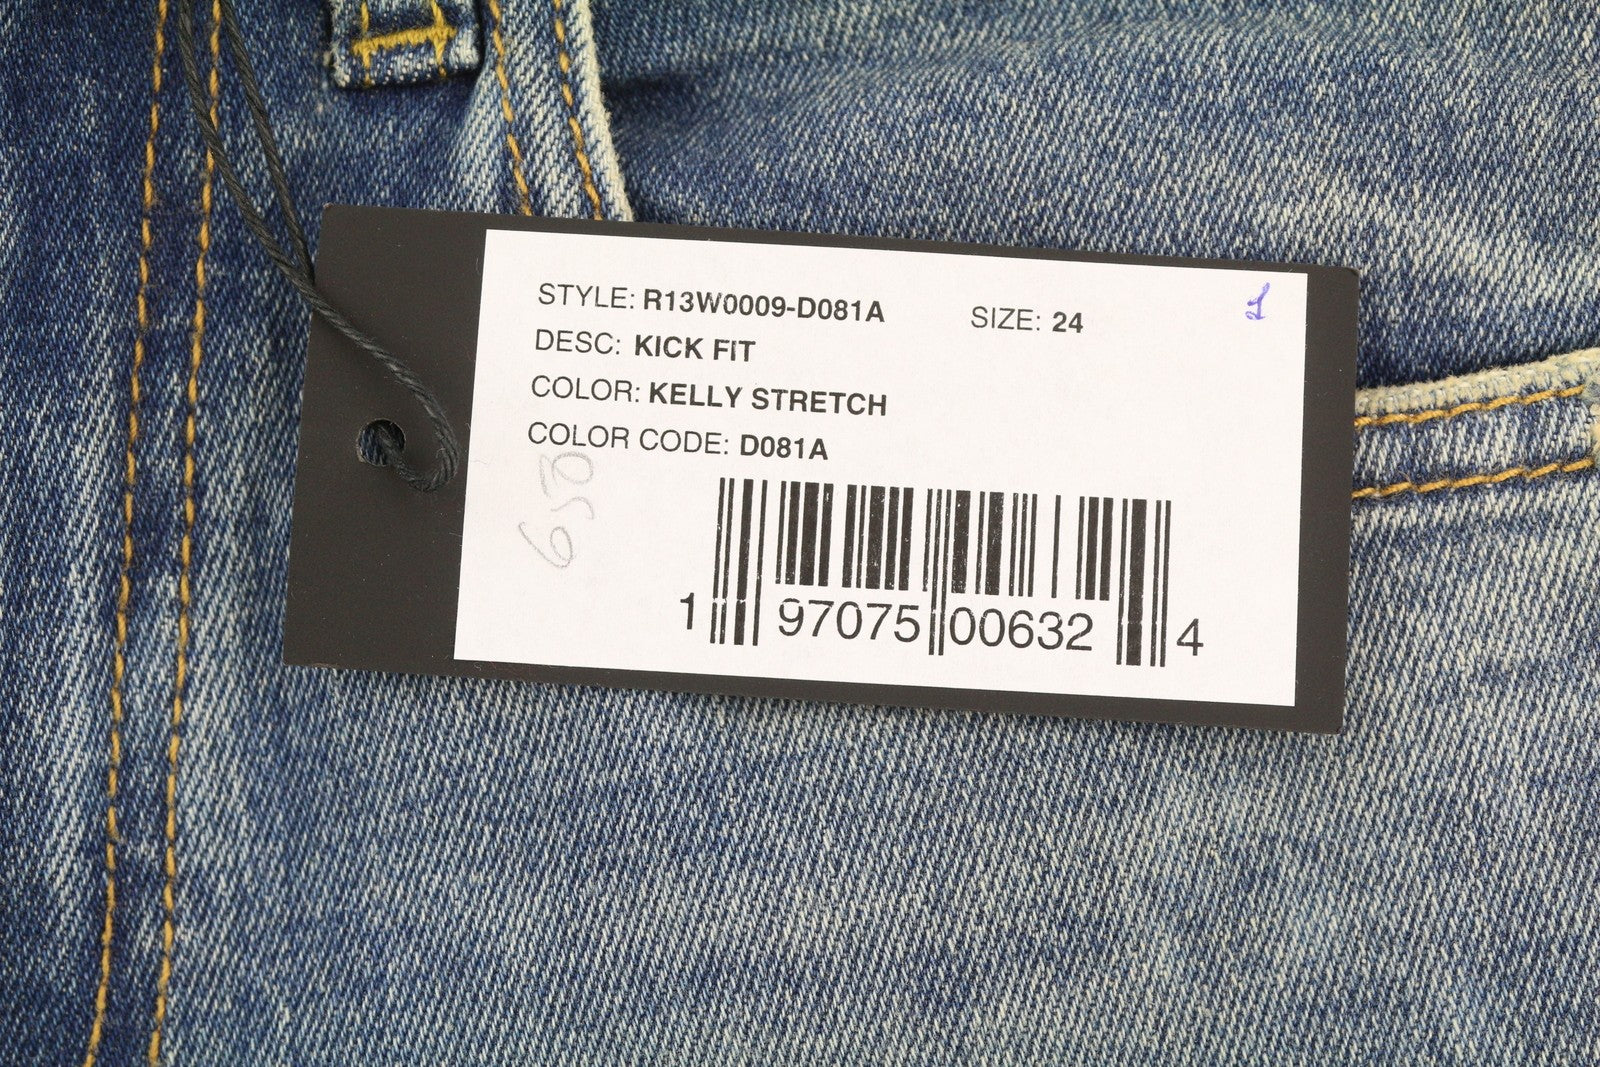 STYLE: R13W0009-D081A SIZE: 24 1
DESC: KICK FIT
COLOR: KELLY STRETCH
COLOR CODE: D081A
650
1 97075 00632 4